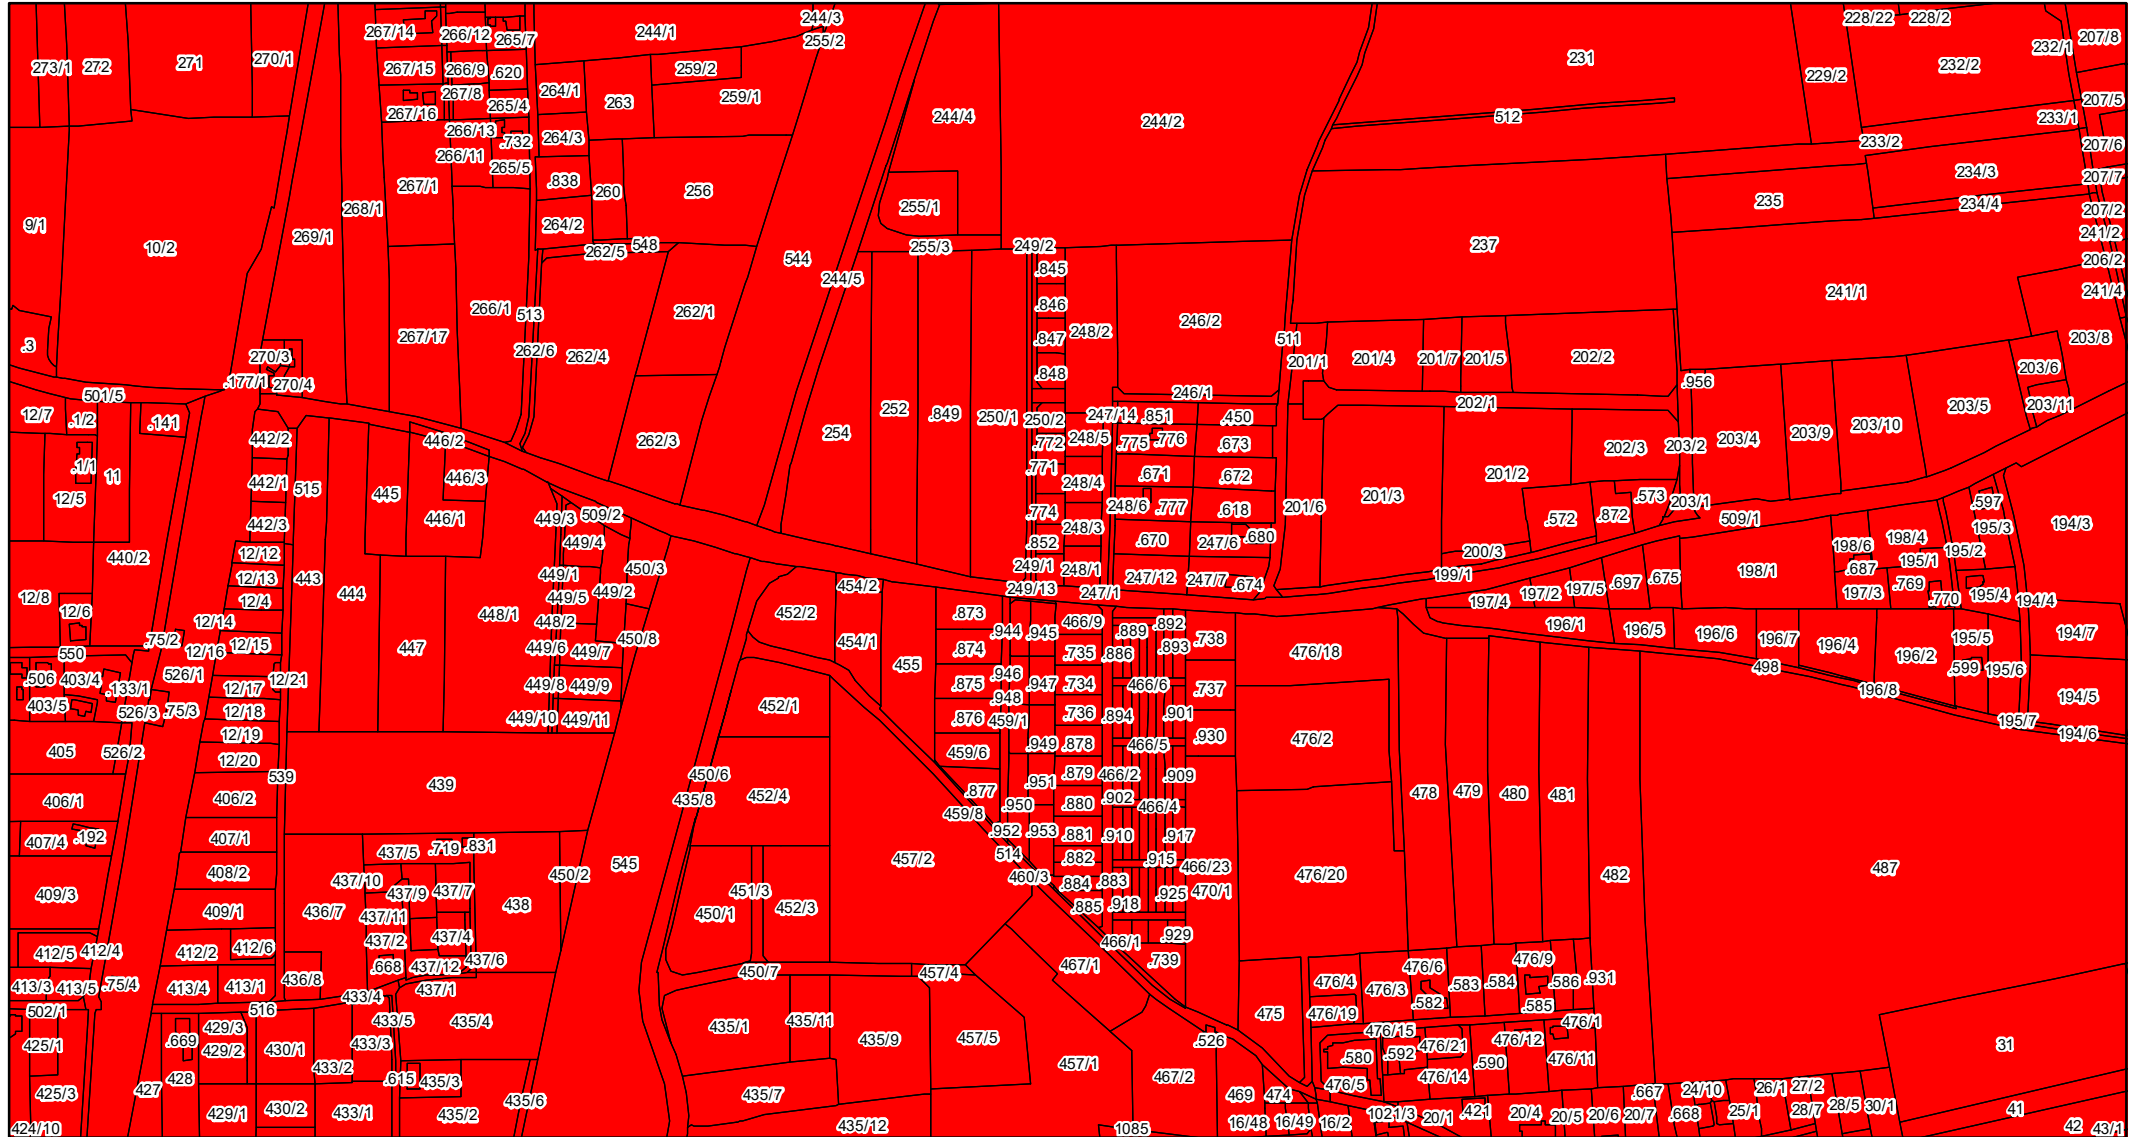 244/3
267/14 266/12 265/7 244/1 255/2 228/22 228/2 207/8
273/1 272 271 270/1 267/15 266/9 .620 259/2 231 229/2 232/2 232/1
267/8 265/4 264/1 263 259/1 207/5
267/16 266/13 .732 264/3 244/4 244/2 512 233/2 233/1 207/6
266/11 265/5 .838 260 256 234/3 207/7
267/1 268/1 264/2 255/1 235 234/4 207/2
9/1 10/2 269/1 262/5 548 544 255/3 249/2 237 241/2
244/5 .845 206/2
266/1 513 262/1 .846 241/1 241/4
.3 267/17 262/6 262/4 .847 248/2 246/2 511 203/8
270/3 .848 201/1 201/4 201/7 201/5 202/2 203/6
.177/1 270/4 .956
501/5 246/1 202/1 203/5 203/11
12/7 .1/2 .141 252 .849 250/1 250/2 247/14 .851 .450
442/2 446/2 262/3 254 .772 248/5 .775 .776 .673 202/3 203/2 203/4 203/9 203/10
.1/1 11 446/3 .771 .671 .672 201/2
12/5 442/1 515 445 248/4 201/3 .573 203/1
442/3 446/1 449/3 509/2 .774 248/6 .777 .618 201/6 .572 .872 509/1 .597 194/3
440/2 12/12 449/4 248/3 .852 .670 247/6 .680 200/3 198/6 198/4 195/3 195/2
12/13 443 449/1 450/3 249/1 248/1 247/12 247/7 .674 199/1 .697 .675 198/1 .687 195/1
12/8 12/6 12/4 444 449/5 449/2 452/2 454/2 249/13 247/1 197/4 197/2 197/5 197/3 .769 .770 195/4 194/4
12/14 448/1 448/2 .873 466/9 .892 196/1
.75/2 12/15 450/8 454/1 .944 .945 .889 .738 196/5 196/6 196/7 196/4 195/5 194/7
550 12/16 447 449/6 449/7 455 .874 .735 .886 .893 476/18 196/2
.506 403/4 .133/1 526/1 12/17 12/21 449/8 449/9 .875 .946 .947 .734 466/6 .737 498 196/8 .599 195/6
403/5 526/3 .75/3 12/18 449/10 449/11 452/1 .876 .948 459/1 .736 .894 .901 194/5
405 526/2 12/19 459/6 .949 .878 466/5 .930 476/2 195/7 194/6
12/20 539 439 450/6 .951 .879 466/2 .909
406/1 406/2 435/8 452/4 .877 .950 .880 .902 466/4 478 479 480 481
407/4 .192 407/1 459/8 .952 .953 .881 .910 .917
437/5 .719 .831 545 457/2 514 .882 .915
408/2 437/10 450/2 460/3 .884 .883 466/23 476/20 482 487
409/3 437/9 437/7 451/3 .885 .918 .925 470/1
409/1 436/7 437/11 438 450/1 452/3
412/5 412/4 412/2 412/6 437/2 437/4 466/1 .929
.668 437/12 437/6 450/7 457/4 467/1 .739 476/6 476/9
413/3 413/5 .75/4 413/4 413/1 436/8 437/1 476/4 476/3 .583 .584 .586 .931
502/1 516 433/4 .582 .585
429/3 433/5 435/4 435/1 435/11 475 476/19 476/1
425/1 .669 429/2 430/1 433/3 435/9 457/5 .526 476/15 476/21 476/12 31
428 433/2 457/1 .580 .592 .590 476/11
425/3 427 .615 435/3 467/2 476/5 476/14
435/7 469 474 .667 24/10 26/1 27/2
424/10 429/1 430/2 433/1 435/2 435/6 435/12 1085 16/48 16/49 16/2 1021/3 20/1 .421 20/4 20/5 20/6 20/7 .668 25/1 28/7 28/5 30/1 41
42 43/1